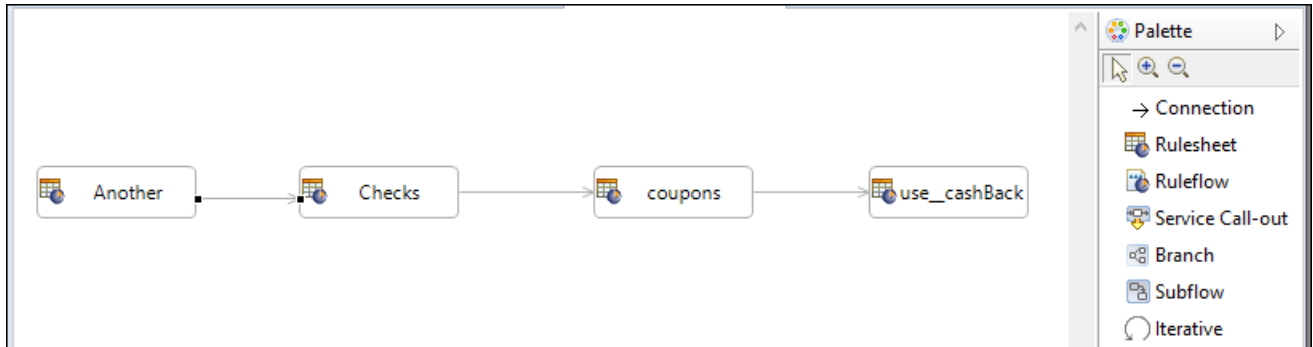 Another
Checks
coupons
use__cashBack
Palette
Connection
Rulesheet
Ruleflow
Service Call-out
Branch
Subflow
Iterative